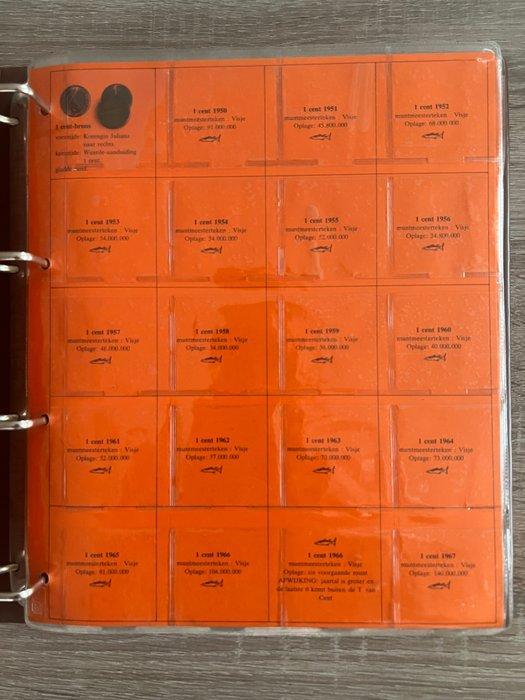 1 cent-brons
voorzijde: Koningin Juliana
naar rechts.
keerzijde: Waarde-aanduiding
1 cent.
gladde rand.
1 cent 1950
muntmeesterteken : Visje
Oplage: 91.000.000
1 cent 1951
muntmeesterteken : Visje
Oplage: 45.800.000
1 cent 1952
muntmeesterteken : Visje
Oplage: 68.000.000
1 cent 1953
muntmeesterteken : Visje
Oplage: 54.000.000
1 cent 1954
muntmeesterteken : Visje
Oplage: 54.000.000
1 cent 1955
muntmeesterteken : Visje
Oplage: 52.000.000
1 cent 1956
muntmeesterteken : Visje
Oplage: 34.800.000
1 cent 1957
muntmeesterteken : Visje
Oplage: 48.000.000
1 cent 1958
muntmeesterteken : Visje
Oplage: 34.000.000
1 cent 1959
muntmeesterteken : Visje
Oplage: 36.000.000
1 cent 1960
muntmeesterteken : Visje
Oplage: 40.000.000
1 cent 1961
muntmeesterteken : Visje
Oplage: 52.000.000
1 cent 1962
muntmeesterteken : Visje
Oplage: 57.000.000
1 cent 1963
muntmeesterteken : Visje
Oplage: 70.000.000
1 cent 1964
muntmeesterteken : Visje
Oplage: 73.000.000
1 cent 1965
muntmeesterteken : Visje
Oplage: 91.000.000
1 cent 1966
muntmeesterteken : Visje
Oplage: 104.000.000
1 cent 1966
muntmeesterteken : Visje
Oplage: zie voorgaande munt
AFWIJKING: jaartal is groter en
de laatste 6 komt buiten de T van
Cent
1 cent 1967
muntmeesterteken : Visje
Oplage: 140.000.000